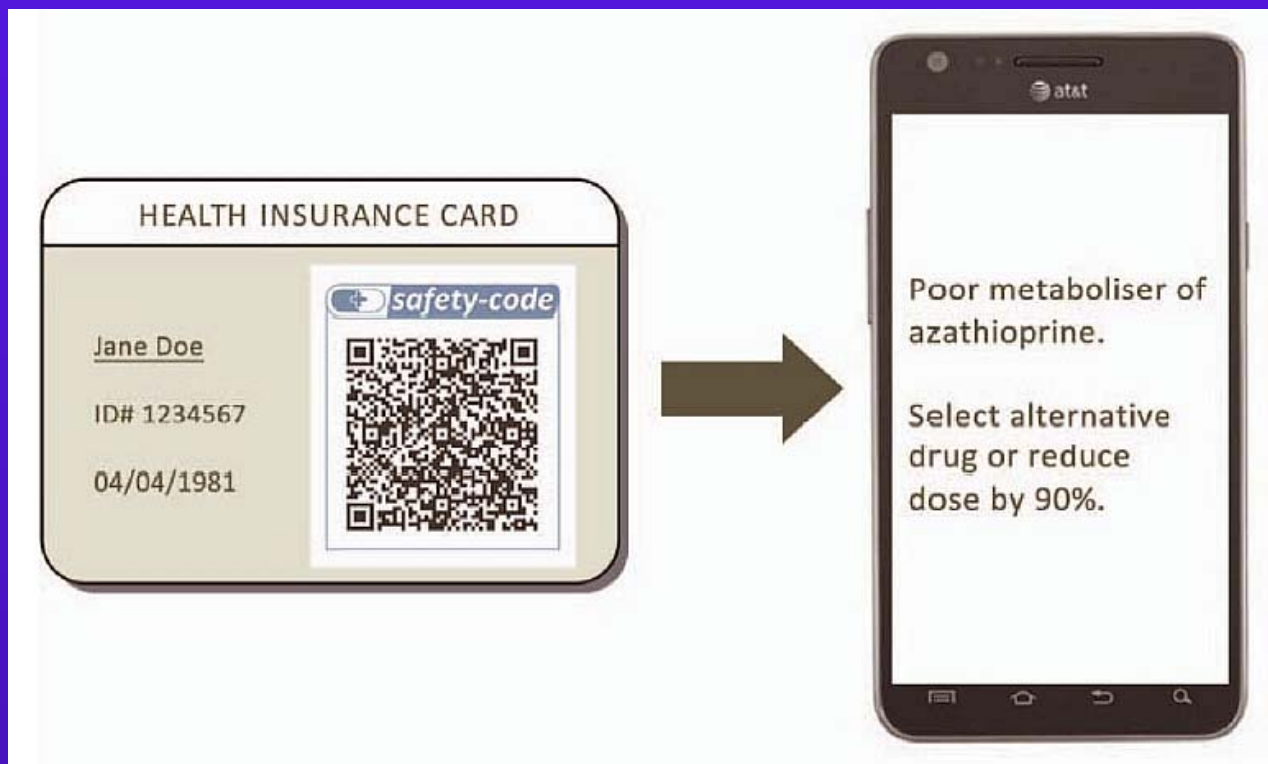 HEALTH INSURANCE CARD
safety-code
Jane Doe
ID# 1234567
04/04/1981
at&t
Poor metaboliser of
azathioprine.
Select alternative
drug or reduce
dose by 90%.